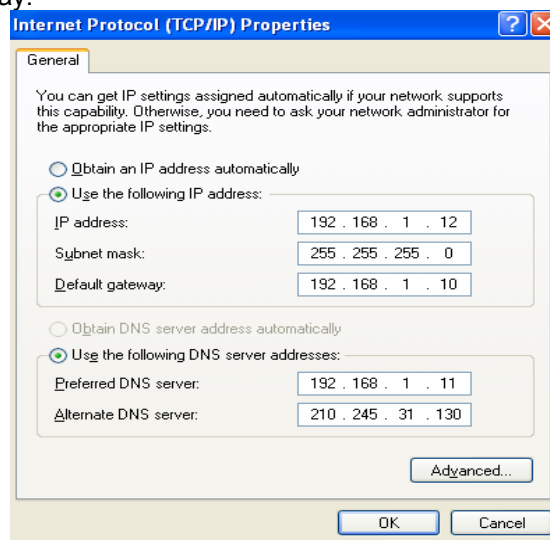 ay.
Internet Protocol (TCP/IP) Properties
General
You can get IP settings assigned automatically if your network supports
this capability. Otherwise, you need to ask your network administrator for
the appropriate IP settings.
Obtain an IP address automatically
Use the following IP address:
IP address: 192 . 168 . 1 . 12
Subnet mask: 255 . 255 . 255 . 0
Default gateway: 192 . 168 . 1 . 10
Obtain DNS server address automatically
Use the following DNS server addresses:
Preferred DNS server: 192 . 168 . 1 . 11
Alternate DNS server: 210 . 245 . 31 . 130
Advanced...
OK Cancel